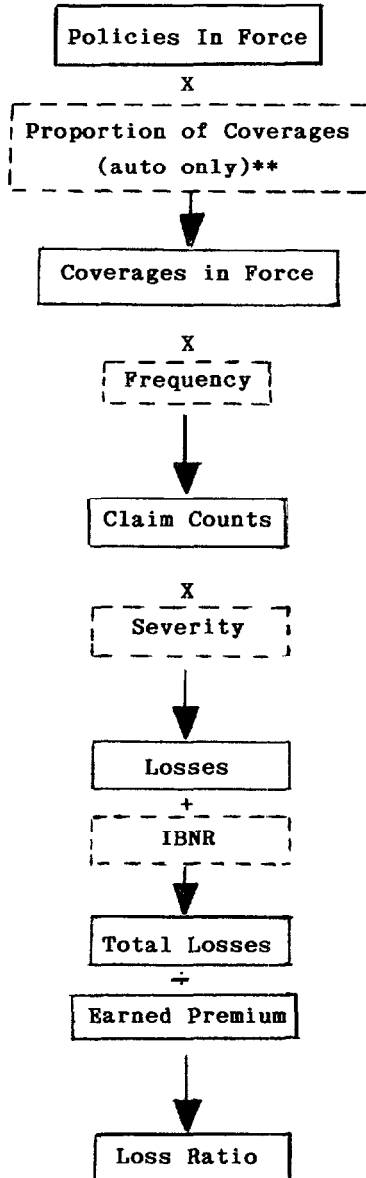 Policies In Force
X
Proportion of Coverages
(auto only)**
Coverages in Force
X
Frequency
Claim Counts
X
Severity
Losses
+
IBNR
Total Losses
÷
Earned Premium
Loss Ratio